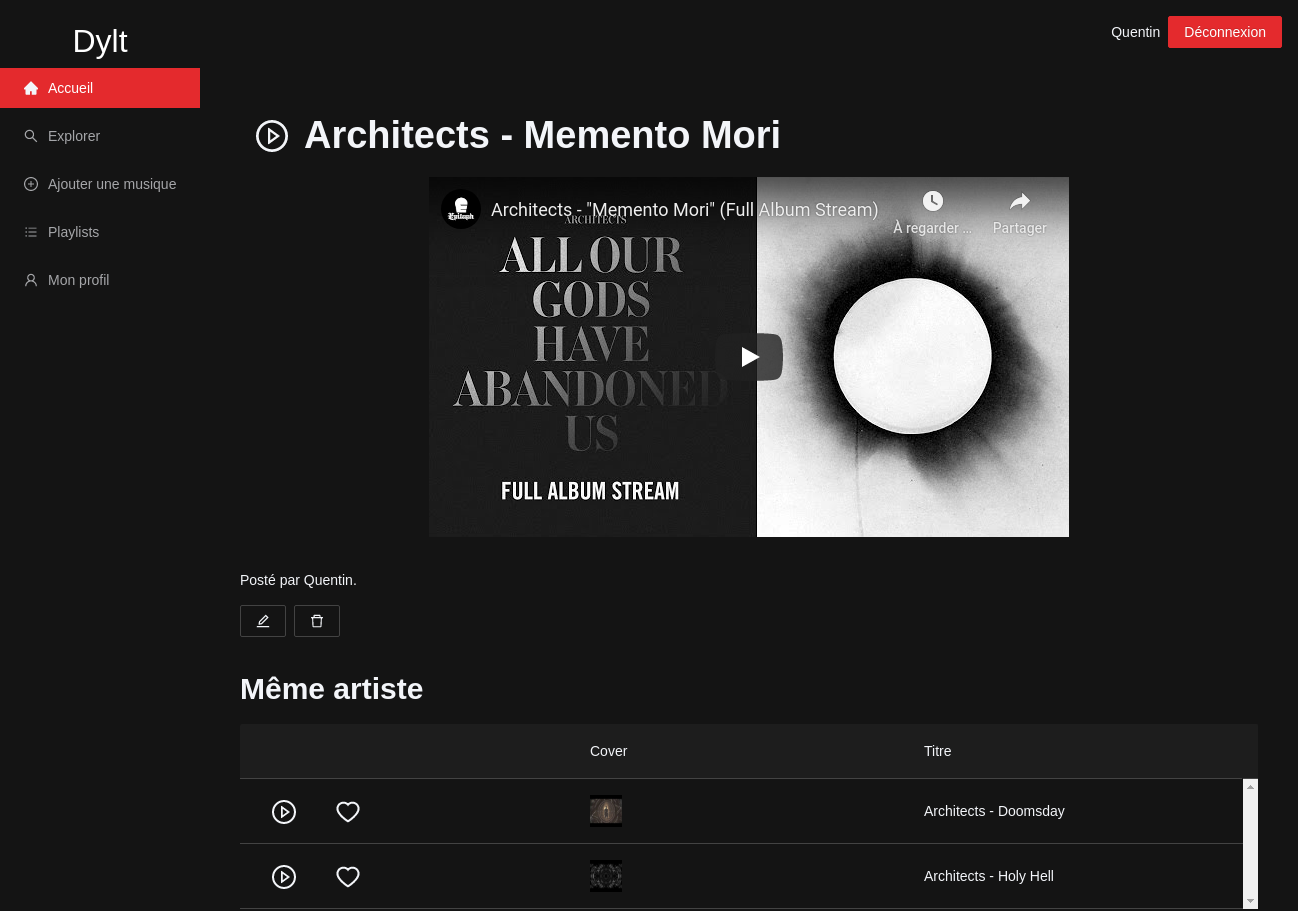 Dylt
Quentin
Déconnexion
Accueil
Explorer
Ajouter une musique
Playlists
Mon profil
Architects - Memento Mori
Epitaph
Architects - "Memento Mori" (Full Album Stream)
À regarder ...
Partager
ARCHITECTS
ALL OUR
GODS
HAVE
ABANDONED
US
FULL ALBUM STREAM
Posté par Quentin.
Même artiste
Cover
Titre
Architects - Doomsday
Architects - Holy Hell